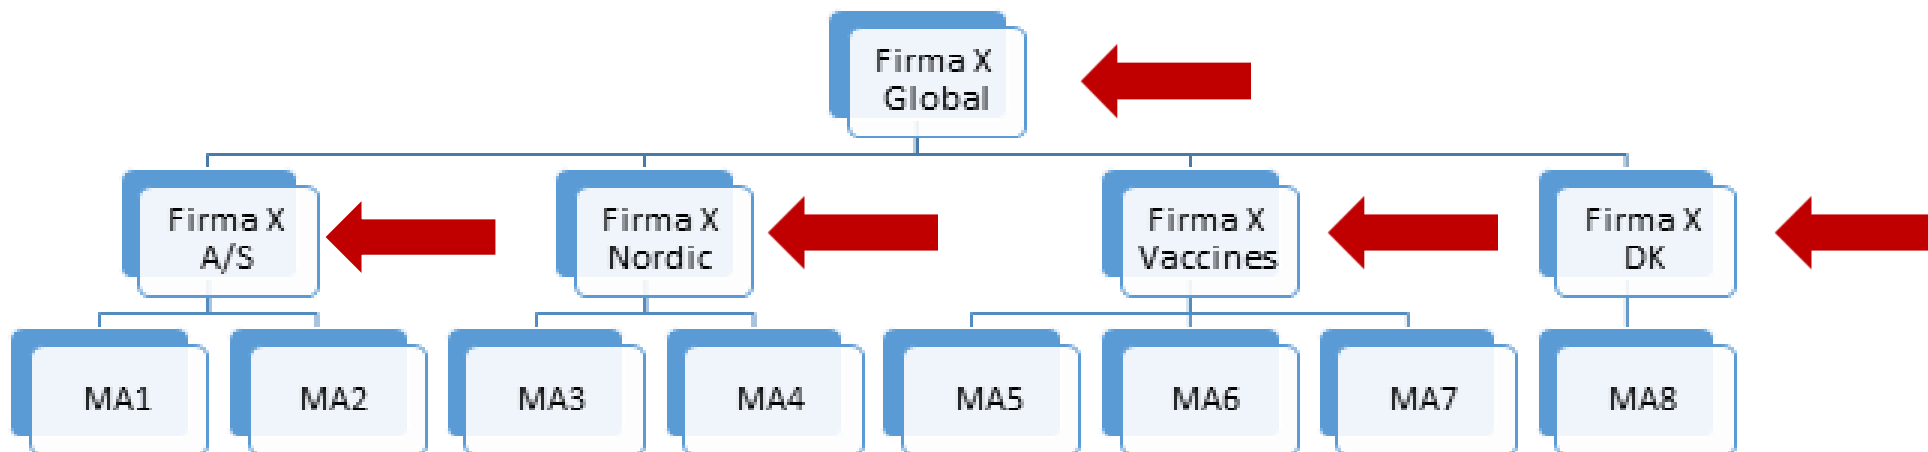 Firma X
Global
Firma X
A/S
Firma X
Nordic
Firma X
Vaccines
Firma X
DK
MA1
MA2
MA3
MA4
MA5
MA6
MA7
MA8